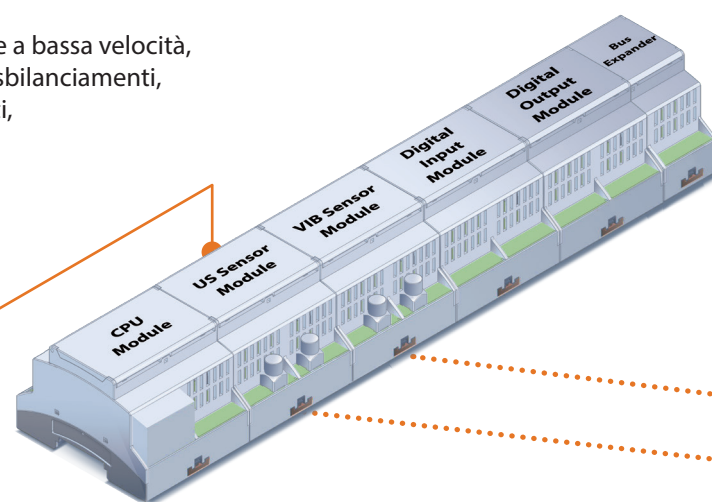 e a bassa velocità,
sbilanciamenti,
i,
Bus
Expander
Digital
Output
Module
Digital
Input
Module
VIB Sensor
Module
US Sensor
Module
CPU
Module